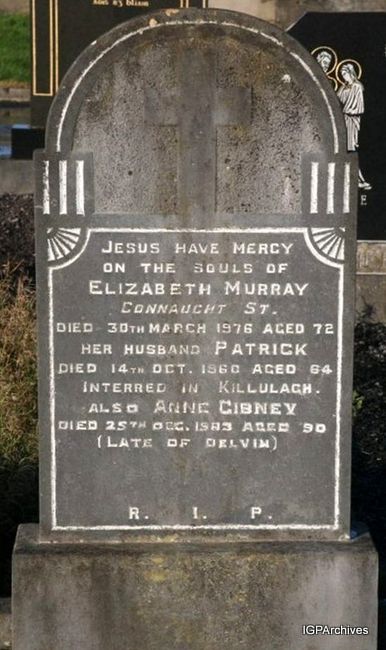 JESUS HAVE MERCY
ON THE SOULS OF
ELIZABETH MURRAY
CONNAUGHT ST.
DIED 30TH MARCH 1976 AGED 72
HER HUSBAND PATRICK
DIED 14TH OCT. 1960 AGED 64
INTERRED IN KILLULAGH.
ALSO ANNE GIBNEY
DIED 25TH DEC. 1983 AGED 90
(LATE OF DELVIN)
R. I. P.
IGPArchives